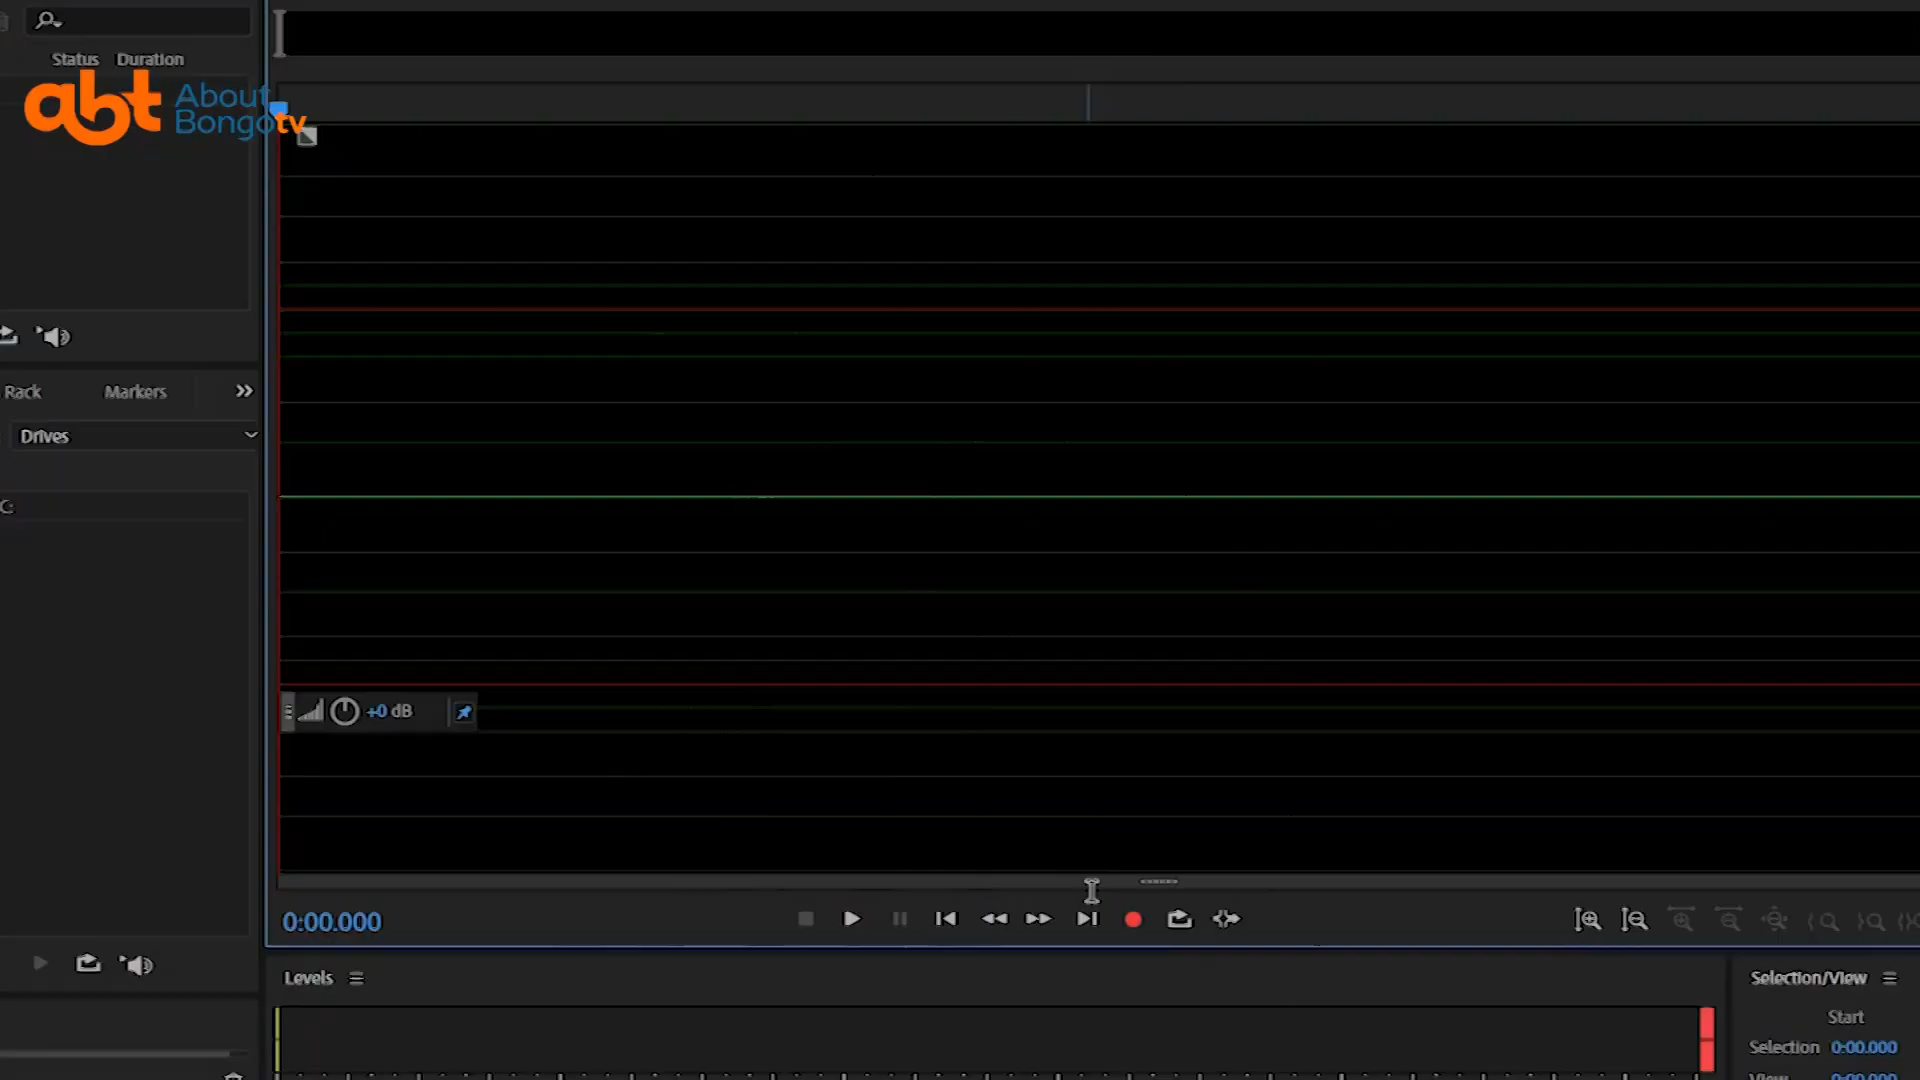 Status Duration
abt About
Bongotv
Rack Markers
Drives
C:
+0 dB
0:00.000
Levels
Selection/View
Start
Selection 0:00.000
View 0:00.000